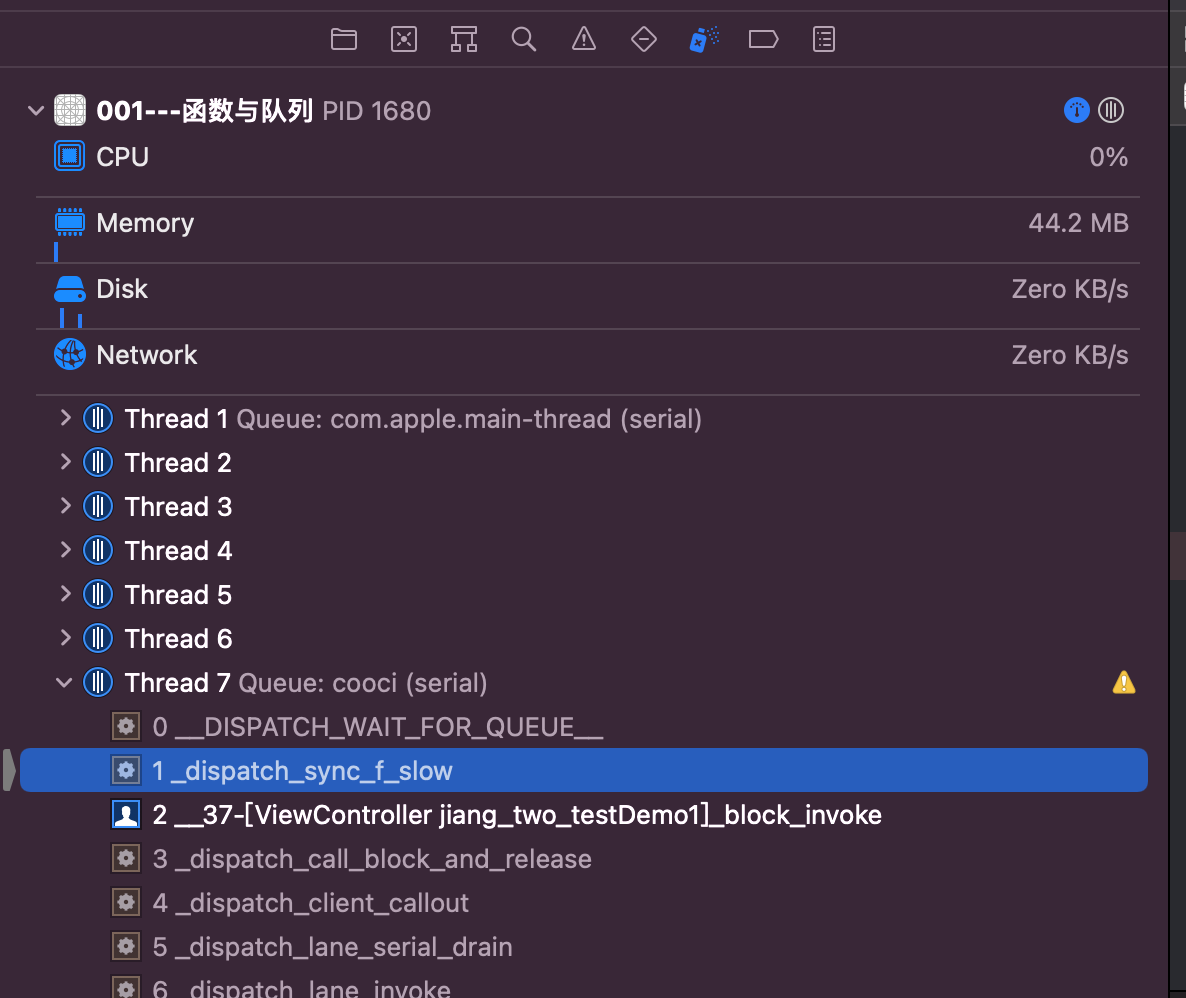 001---函数与队列 PID 1680
CPU 0%
Memory 44.2 MB
Disk Zero KB/s
Network Zero KB/s
Thread 1 Queue: com.apple.main-thread (serial)
Thread 2
Thread 3
Thread 4
Thread 5
Thread 6
Thread 7 Queue: cooci (serial)
0 __DISPATCH_WAIT_FOR_QUEUE__
1 _dispatch_sync_f_slow
2 __37-[ViewController jiang_two_testDemo1]_block_invoke
3 _dispatch_call_block_and_release
4 _dispatch_client_callout
5 _dispatch_lane_serial_drain
6 _dispatch_lane_invoke